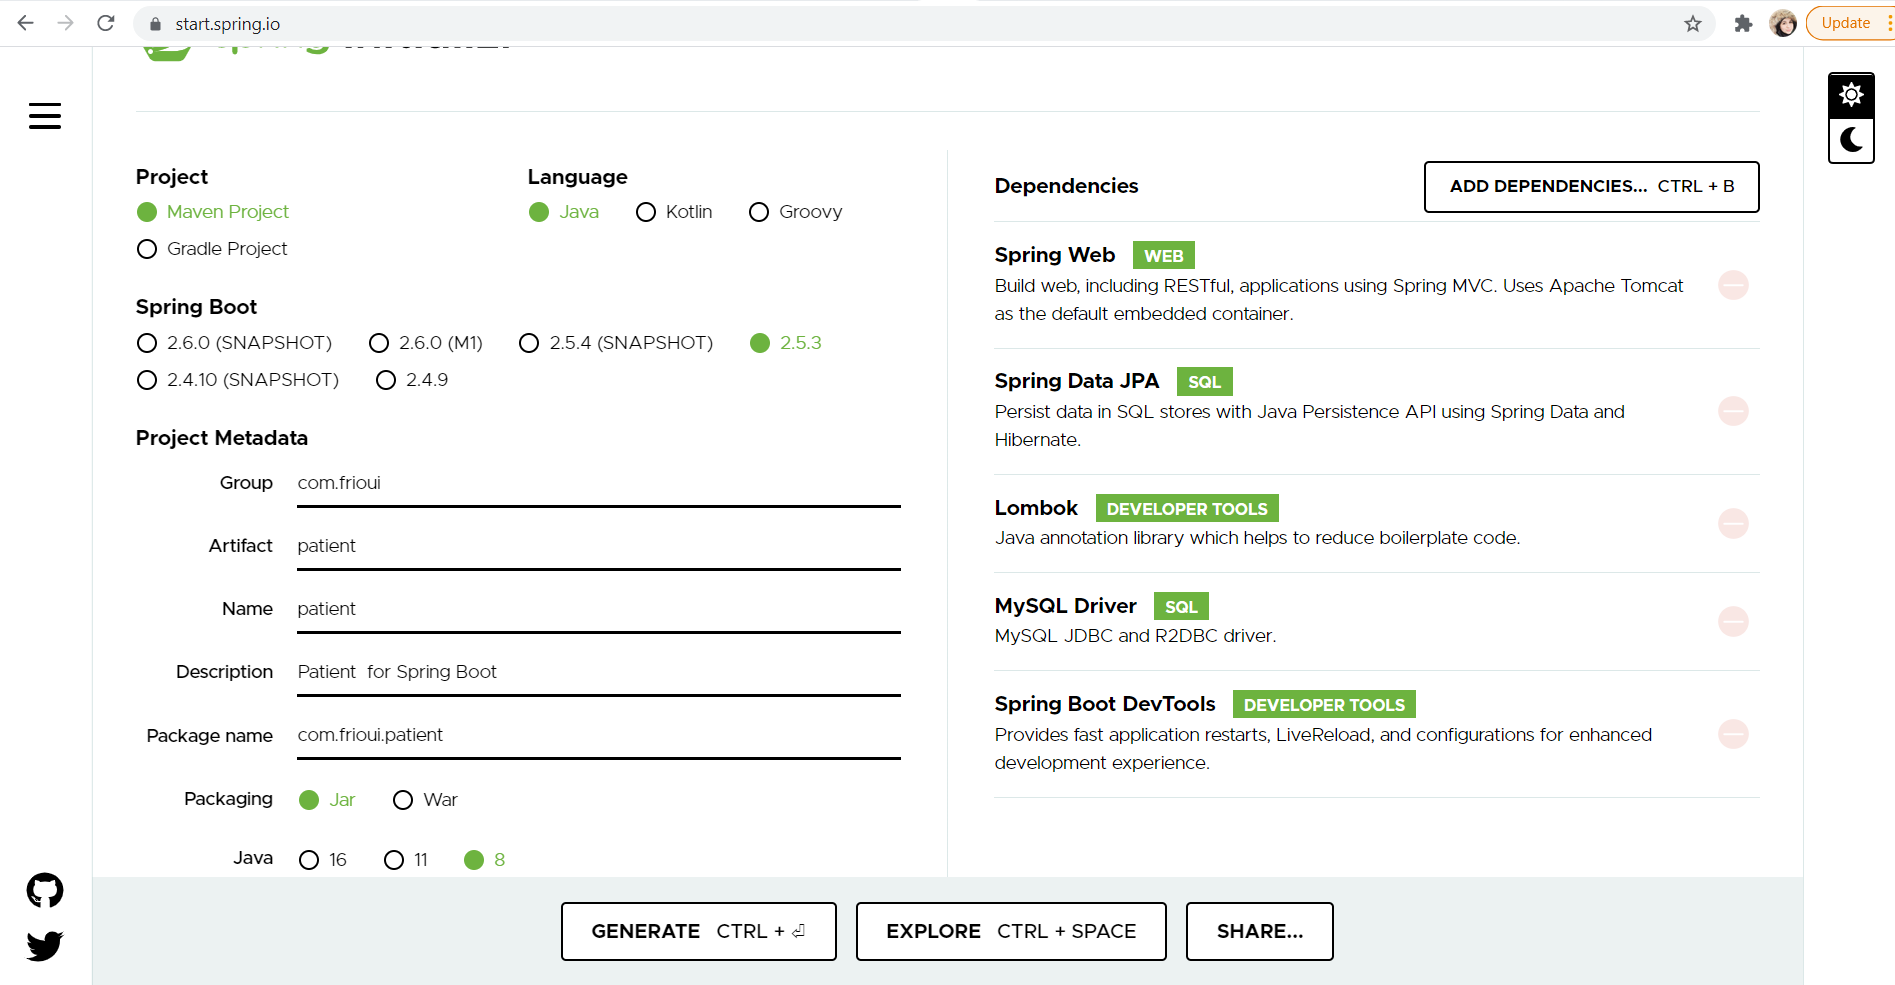 start.spring.io
Update
Project
Maven Project
Gradle Project
Language
Java
Kotlin
Groovy
Spring Boot
2.6.0 (SNAPSHOT)
2.6.0 (M1)
2.5.4 (SNAPSHOT)
2.5.3
2.4.10 (SNAPSHOT)
2.4.9
Project Metadata
Group com.frioui
Artifact patient
Name patient
Description Patient  for Spring Boot
Package name com.frioui.patient
Packaging Jar War
Java 16 11 8
Dependencies
ADD DEPENDENCIES... CTRL + B
Spring Web WEB
Build web, including RESTful, applications using Spring MVC. Uses Apache Tomcat
as the default embedded container.
Spring Data JPA SQL
Persist data in SQL stores with Java Persistence API using Spring Data and
Hibernate.
Lombok DEVELOPER TOOLS
Java annotation library which helps to reduce boilerplate code.
MySQL Driver SQL
MySQL JDBC and R2DBC driver.
Spring Boot DevTools DEVELOPER TOOLS
Provides fast application restarts, LiveReload, and configurations for enhanced
development experience.
GENERATE CTRL + ⏎
EXPLORE CTRL + SPACE
SHARE...